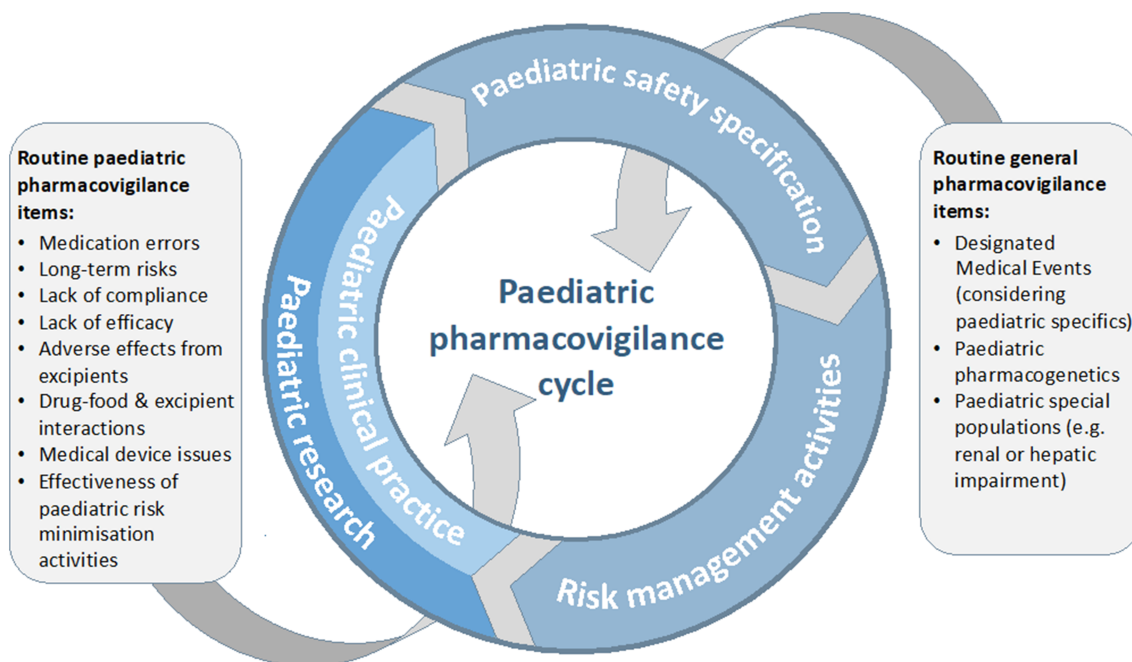 Routine paediatric
pharmacovigilance
items:
• Medication errors
• Long-term risks
• Lack of compliance
• Lack of efficacy
• Adverse effects from
excipients
• Drug-food & excipient
interactions
• Medical device issues
• Effectiveness of
paediatric risk
minimisation
activities
Paediatric safety specification
Risk management activities
Paediatric clinical practice
Paediatric research
Paediatric
pharmacovigilance
cycle
Routine general
pharmacovigilance
items:
• Designated
Medical Events
(considering
paediatric specifics)
• Paediatric
pharmacogenetics
• Paediatric special
populations (e.g.
renal or hepatic
impairment)